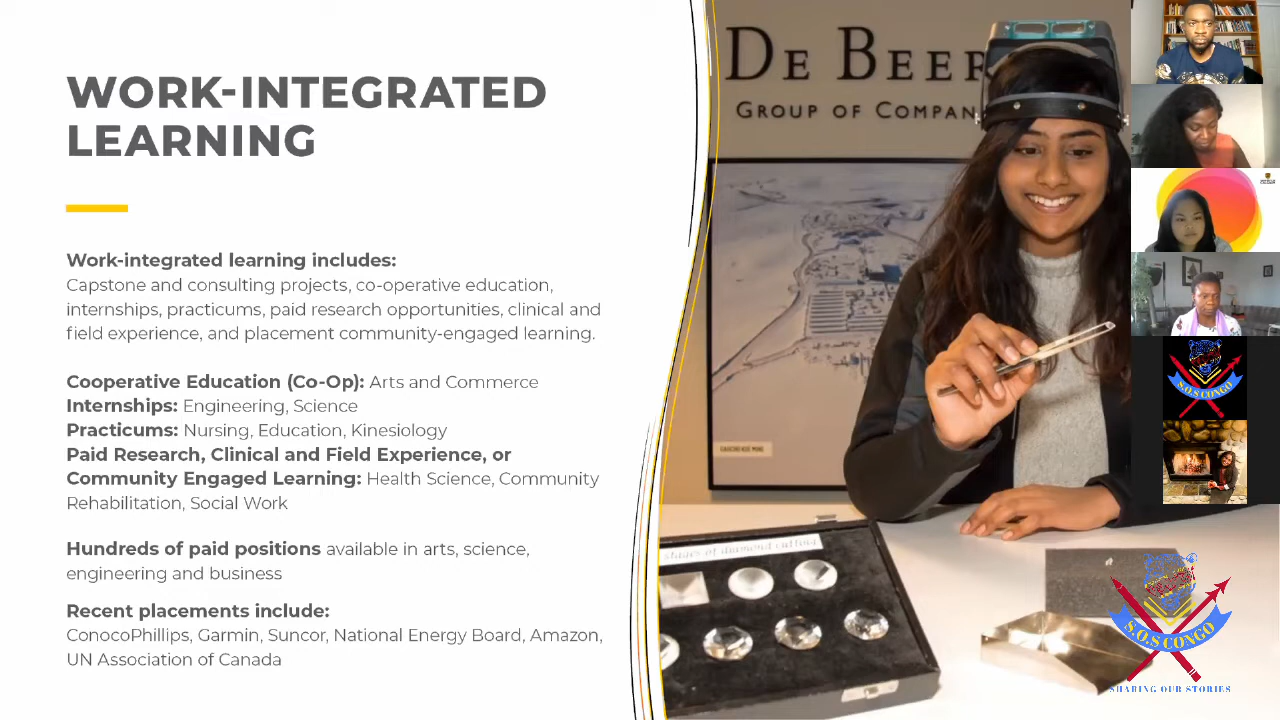 WORK-INTEGRATED
LEARNING
Work-integrated learning includes:
Capstone and consulting projects, co-operative education,
internships, practicums, paid research opportunities, clinical and
field experience, and placement community-engaged learning.
Cooperative Education (Co-Op): Arts and Commerce
Internships: Engineering, Science
Practicums: Nursing, Education, Kinesiology
Paid Research, Clinical and Field Experience, or
Community Engaged Learning: Health Science, Community
Rehabilitation, Social Work
Hundreds of paid positions available in arts, science,
engineering and business
Recent placements include:
ConocoPhillips, Garmin, Suncor, National Energy Board, Amazon,
UN Association of Canada
DE BEER
GROUP OF COMPAN
stages of diamond cutting
S.O.S CONGO
S.O.S CONGO
SHARING OUR STORIES